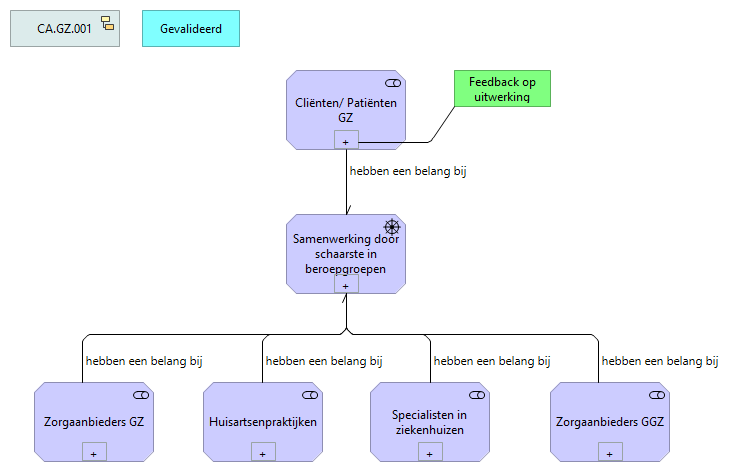 CA.GZ.001
Gevalideerd
Cliënten/ Patiënten
GZ
+
Feedback op
uitwerking
hebben een belang bij
Samenwerking door
schaarste in
beroepgroepen
+
hebben een belang bij
hebben een belang bij
hebben een belang bij
hebben een belang bij
Zorgaanbieders GZ
+
Huisartsenpraktijken
+
Specialisten in
ziekenhuizen
+
Zorgaanbieders GGZ
+